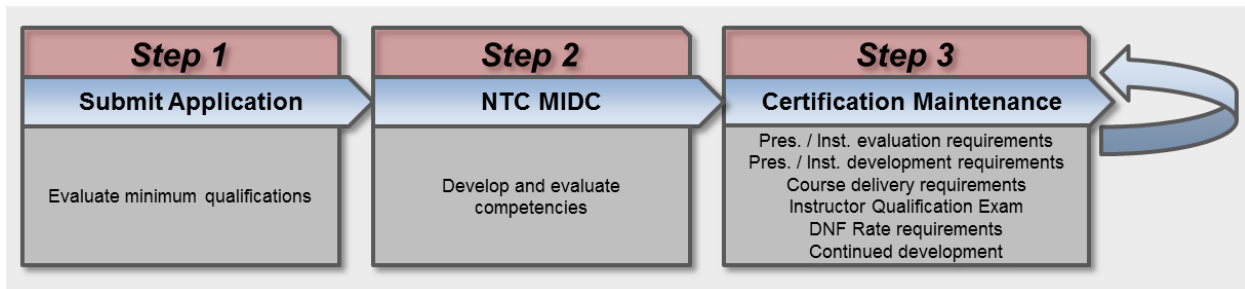 Step 1
Submit Application
Evaluate minimum qualifications
Step 2
NTC MIDC
Develop and evaluate
competencies
Step 3
Certification Maintenance
Pres. / Inst. evaluation requirements
Pres. / Inst. development requirements
Course delivery requirements
Instructor Qualification Exam
DNF Rate requirements
Continued development